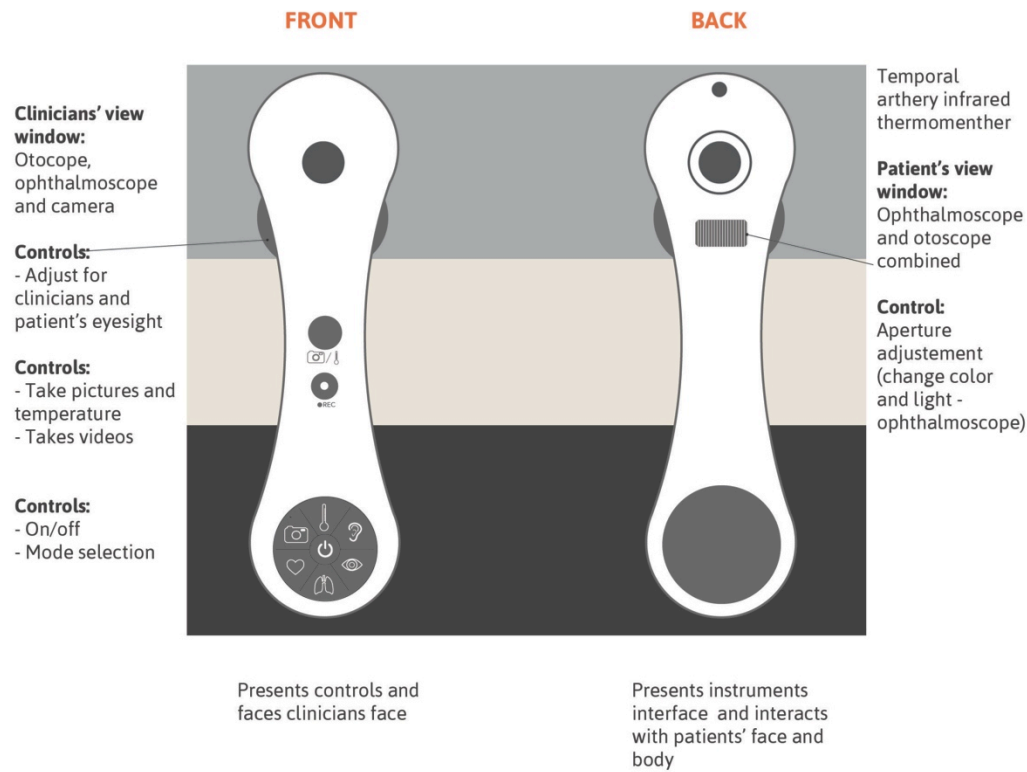 FRONT
BACK
Clinicians' view
window:
Otocope,
ophthalmoscope
and camera
Controls:
- Adjust for
clinicians and
patient's eyesight
Controls:
- Take pictures and
temperature
- Takes videos
Controls:
- On/off
- Mode selection
/
REC
Temporal
arthery infrared
thermomenther
Patient's view
window:
Ophthalmoscope
and otoscope
combined
Control:
Aperture
adjustement
(change color
and light -
ophthalmoscope)
Presents controls and
faces clinicians face
Presents instruments
interface and interacts
with patients' face and
body